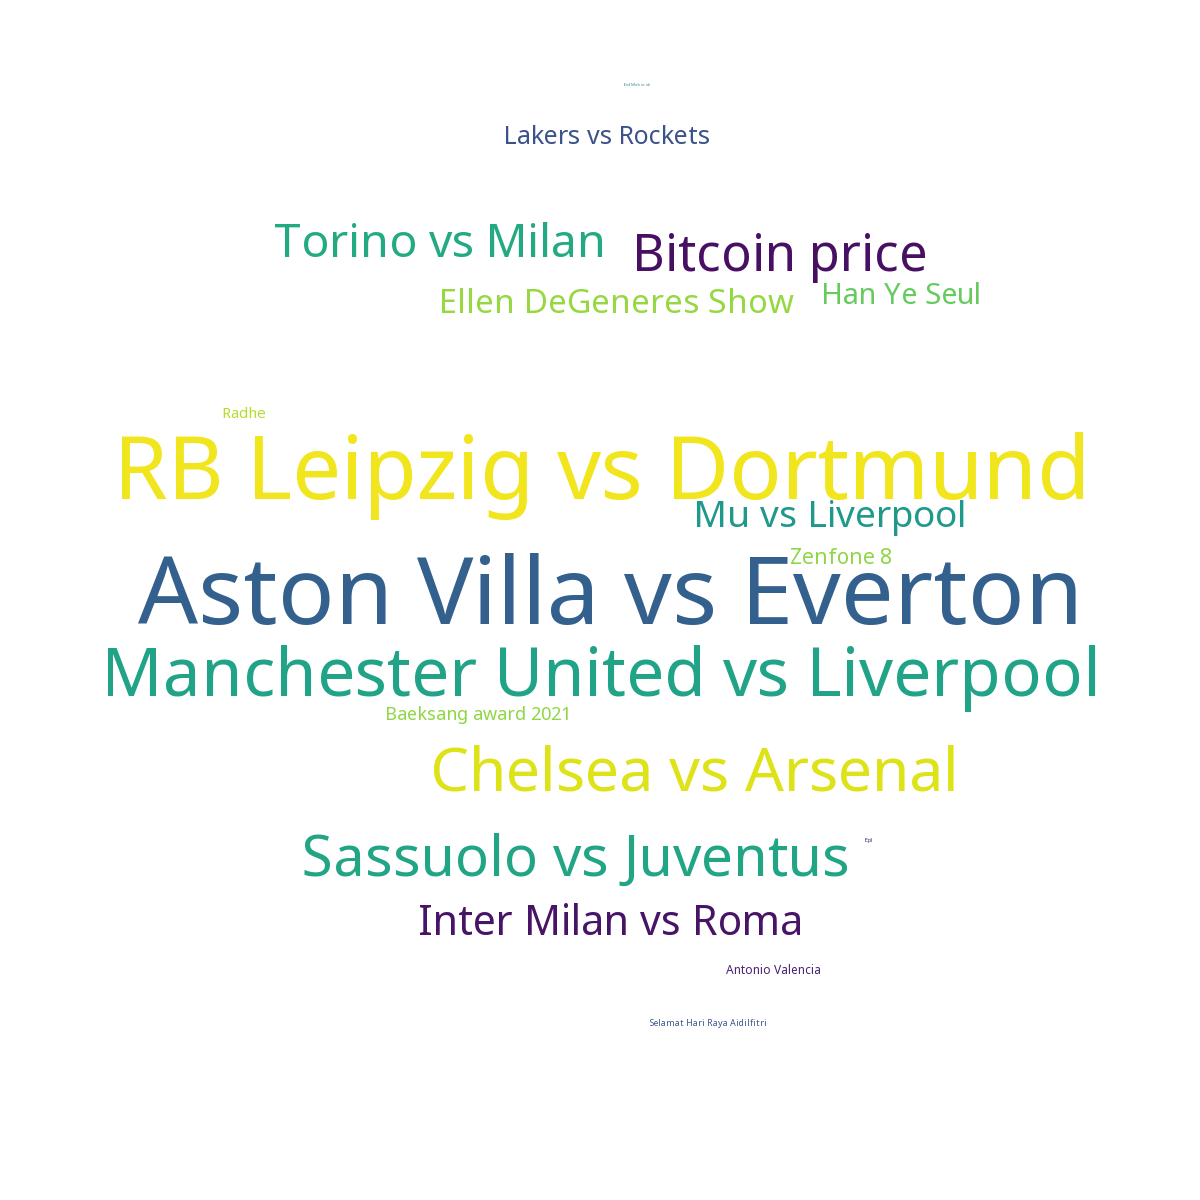 Lakers vs Rockets
Torino vs Milan
Bitcoin price
Ellen DeGeneres Show
Han Ye Seul
Radhe
RB Leipzig vs Dortmund
Mu vs Liverpool
Zenfone 8
Aston Villa vs Everton
Manchester United vs Liverpool
Baeksang award 2021
Chelsea vs Arsenal
Sassuolo vs Juventus
Epl
Inter Milan vs Roma
Antonio Valencia
Selamat Hari Raya Aidilfitri